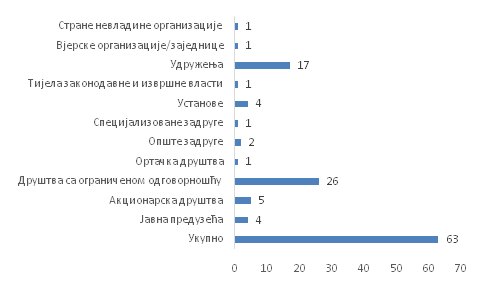 Стране невладине организације 1
Вјерске организације/заједнице 1
Удружења 17
Тијела законодавне и извршне власти 1
Установе 4
Специјализоване задруге 1
Опште задруге 2
Ортачка друштва 1
Друштва са ограниченом одговорношћу 26
Акционарска друштва 5
Јавна предузећа 4
Укупно 63
0 10 20 30 40 50 60 70